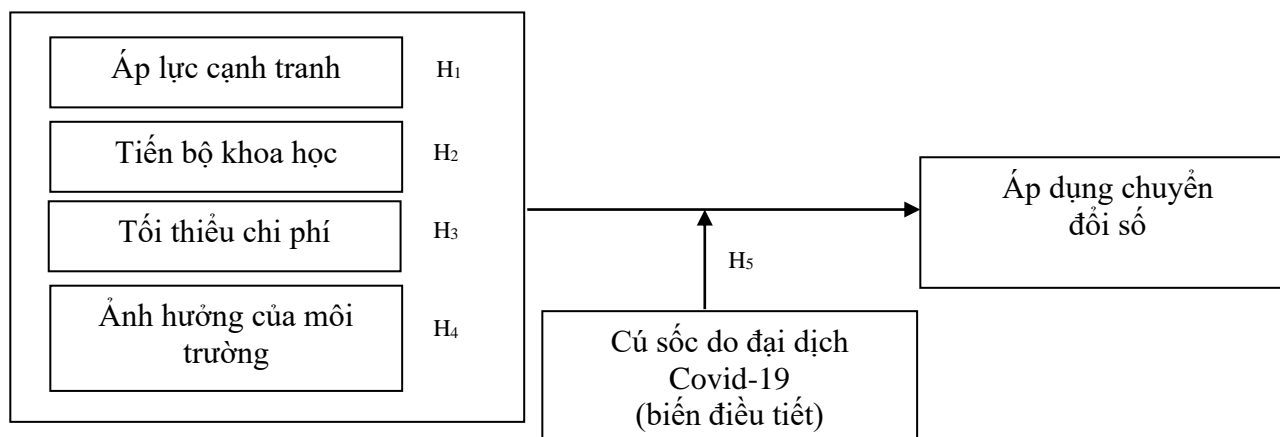 Áp lực cạnh tranh
H1
Tiến bộ khoa học
H2
Tối thiểu chi phí
H3
Ảnh hưởng của môi
trường
H4
Áp dụng chuyển
đổi số
H5
Cú sốc do đại dịch
Covid-19
(biến điều tiết)